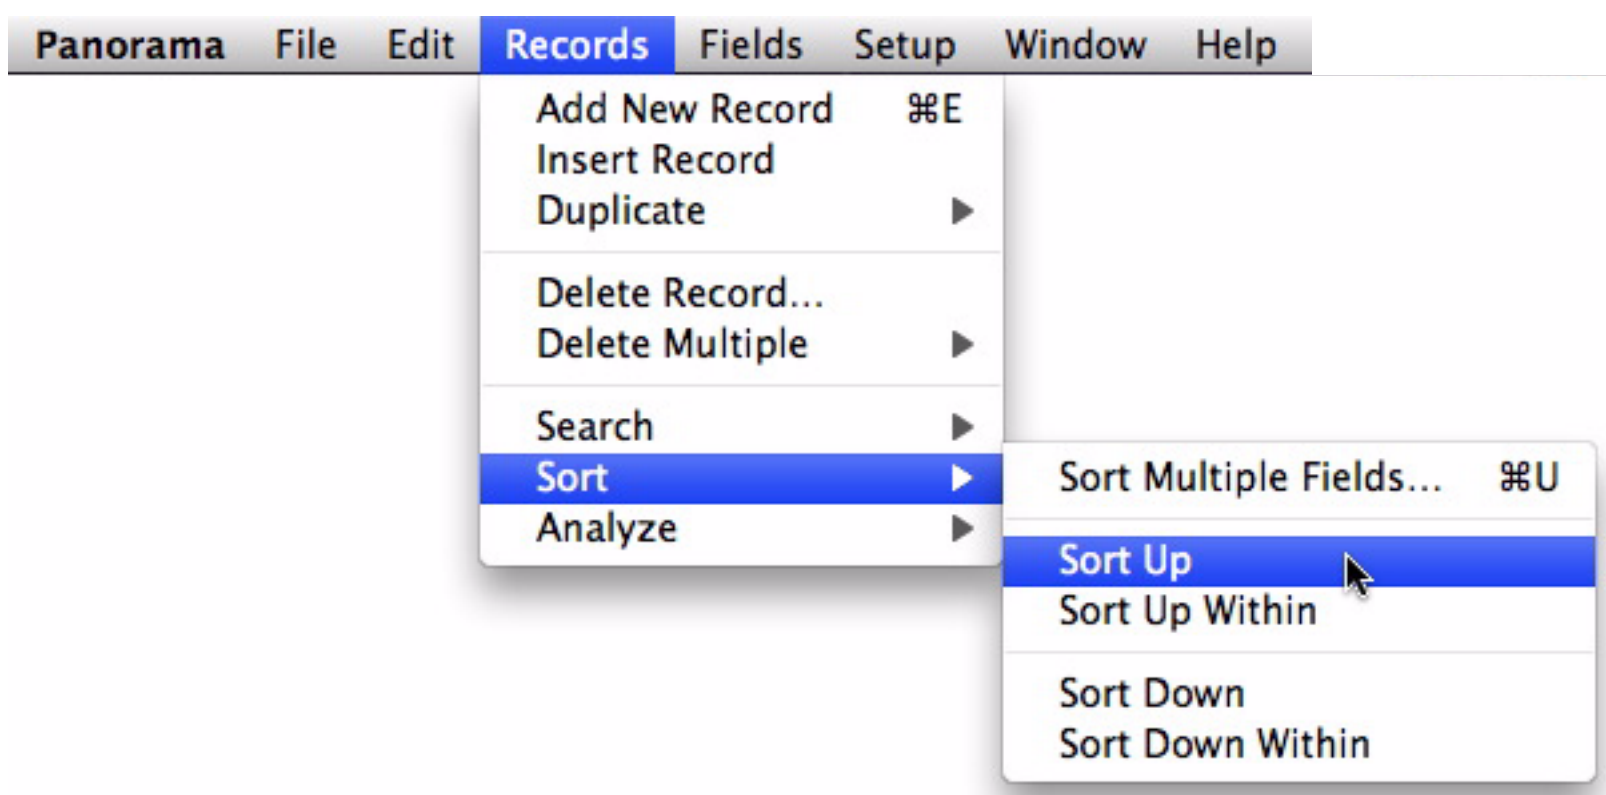 Panorama File Edit Records Fields Setup Window Help
Add New Record ⌘E
Insert Record
Duplicate ▶
Delete Record...
Delete Multiple ▶
Search ▶
Sort ▶
Analyze ▶
Sort Multiple Fields... ⌘U
Sort Up
Sort Up Within
Sort Down
Sort Down Within